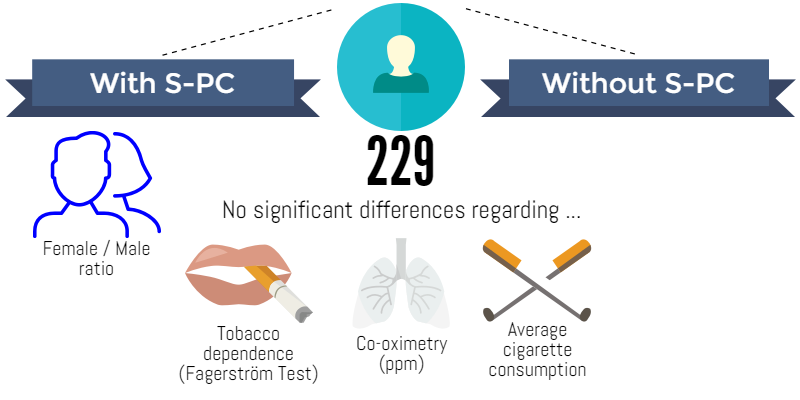 With S-PC
Without S-PC
229
No significant differences regarding ...
Female / Male
ratio
Tobacco
dependence
(Fagerström Test)
Co-oximetry
(ppm)
Average
cigarette
consumption